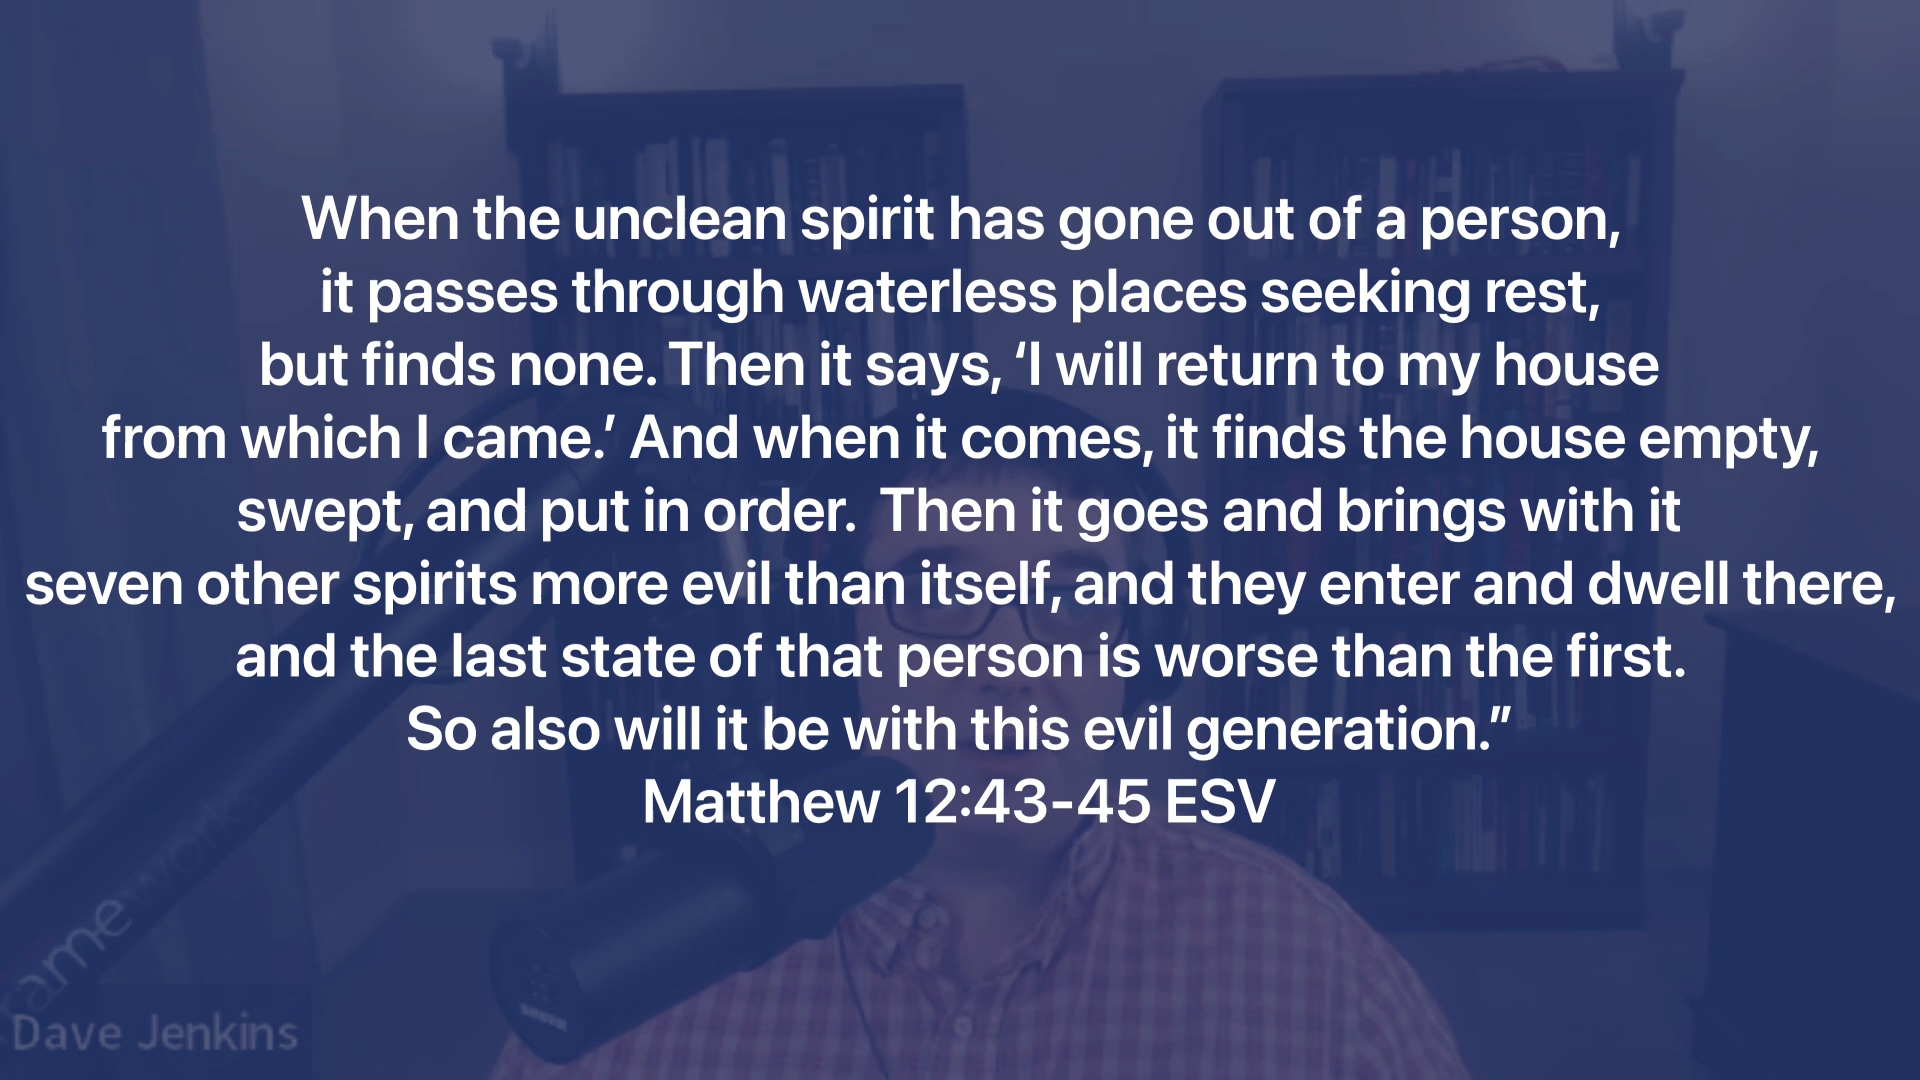 When the unclean spirit has gone out of a person,
it passes through waterless places seeking rest,
but finds none. Then it says, ‘I will return to my house
from which I came.’ And when it comes, it finds the house empty,
swept, and put in order.  Then it goes and brings with it
seven other spirits more evil than itself, and they enter and dwell there,
and the last state of that person is worse than the first.
So also will it be with this evil generation.”
Matthew 12:43-45 ESV
rameworks
Dave Jenkins